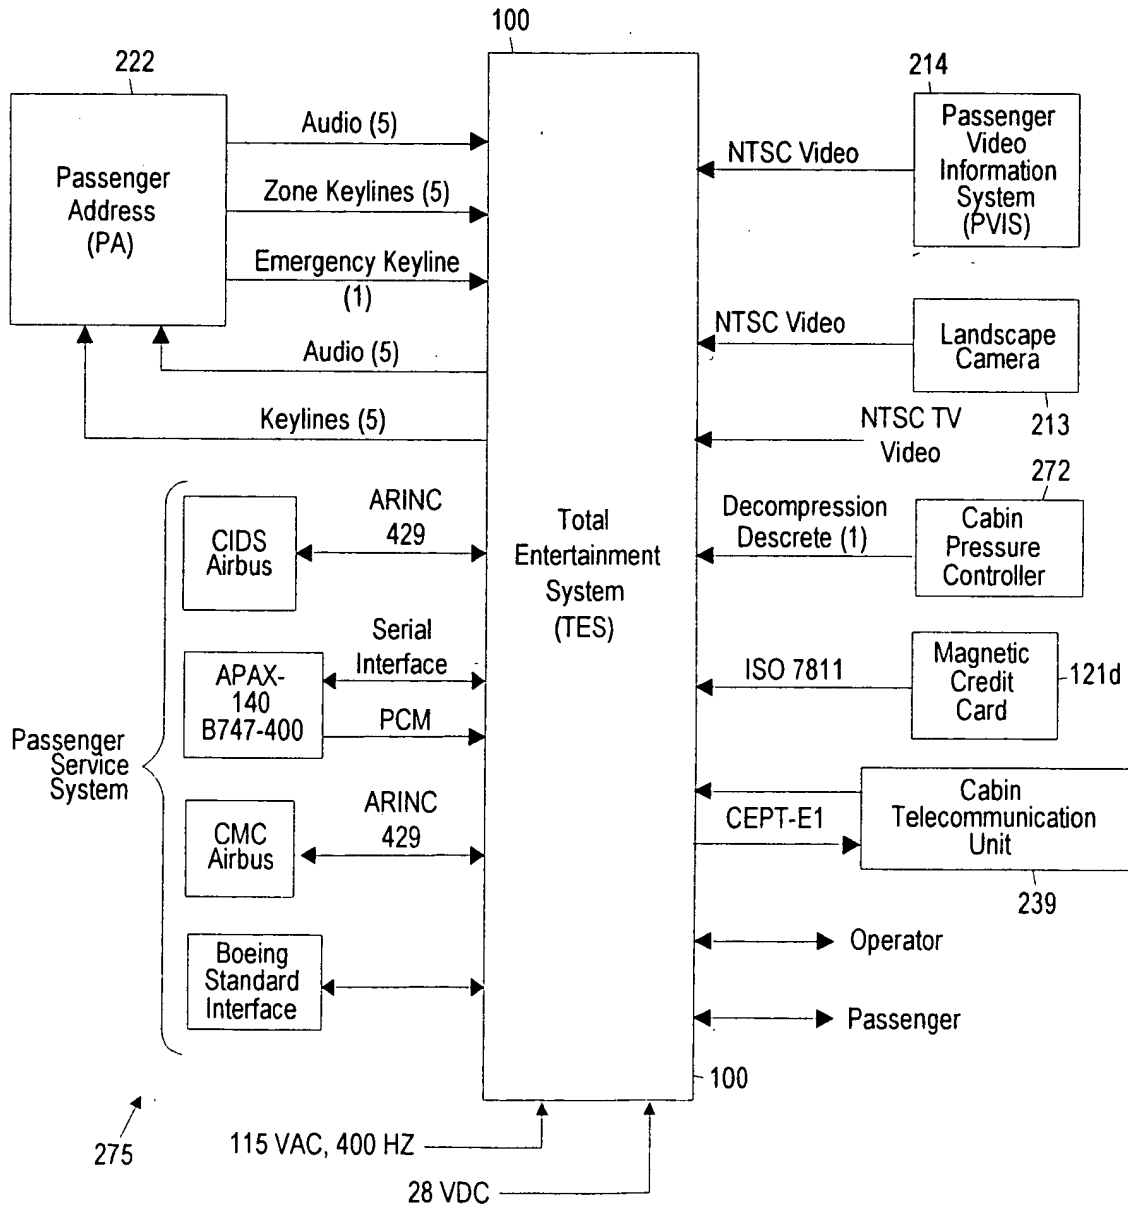 100
222
Passenger
Address
(PA)
Audio (5)
Zone Keylines (5)
Emergency Keyline
(1)
Audio (5)
Keylines (5)
214
Passenger
Video
Information
System
(PVIS)
NTSC Video
NTSC Video
Landscape
Camera
213
NTSC TV
Video
272
Decompression
Descrete (1)
Cabin
Pressure
Controller
Total
Entertainment
System
(TES)
ISO 7811
Magnetic
Credit
Card
121d
CEPT-E1
Cabin
Telecommunication
Unit
239
Operator
Passenger
100
Passenger
Service
System
CIDS
Airbus
ARINC
429
APAX-
140
B747-400
Serial
Interface
PCM
CMC
Airbus
ARINC
429
Boeing
Standard
Interface
275
115 VAC, 400 HZ
28 VDC